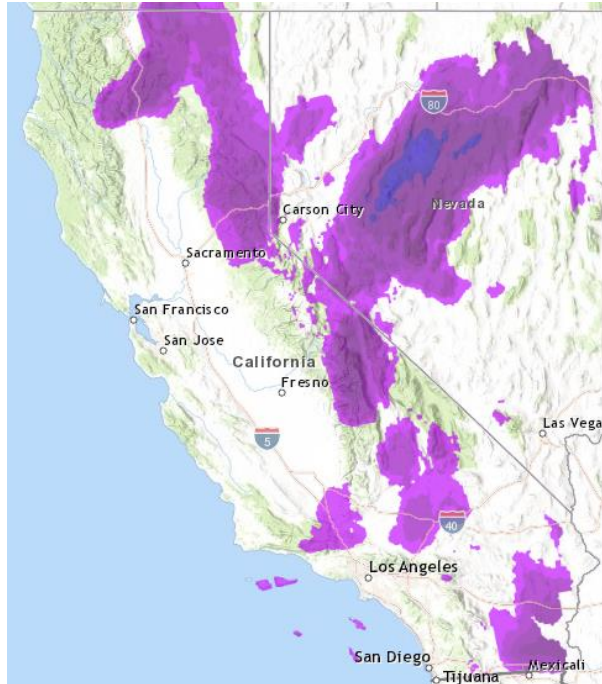 80
Carson City
Nevada
Sacramento
San Francisco
San Jose
California
Fresno
5
Las Vega
40
Los Angeles
San Diego
Mexicali
Tijuana